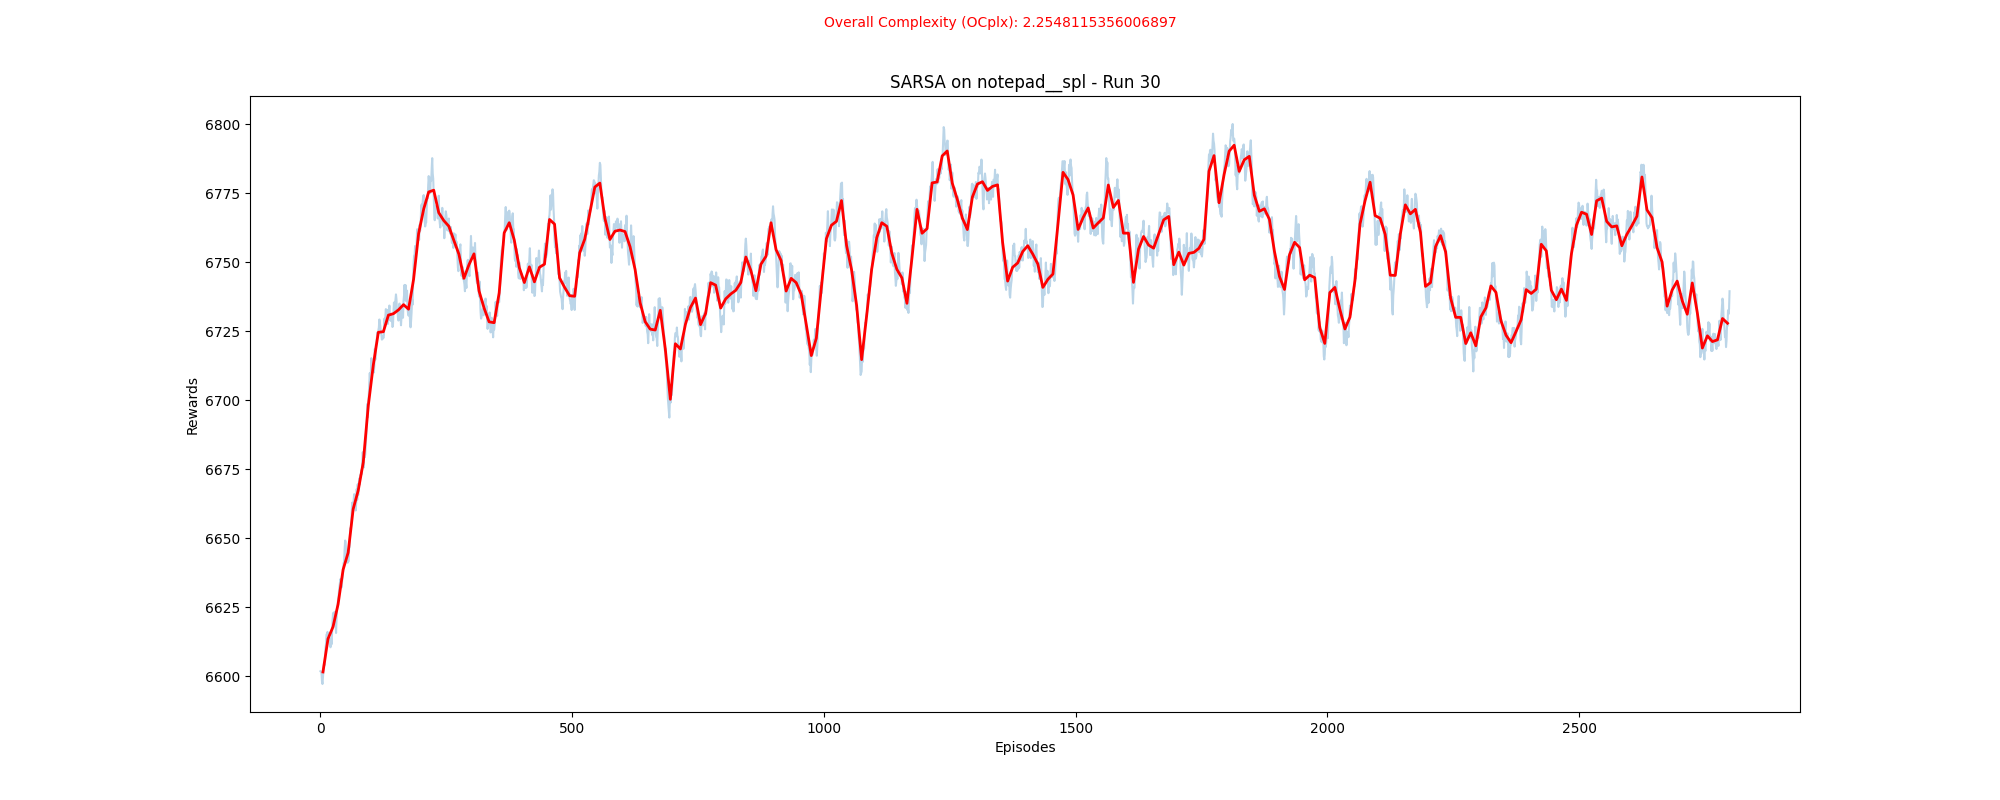 Overall Complexity (OCplx): 2.2548115356006897
SARSA on notepad__spl - Run 30
6800
6775
6750
6725
6700
6675
6650
6625
6600
Rewards
0 500 1000 1500 2000 2500
Episodes